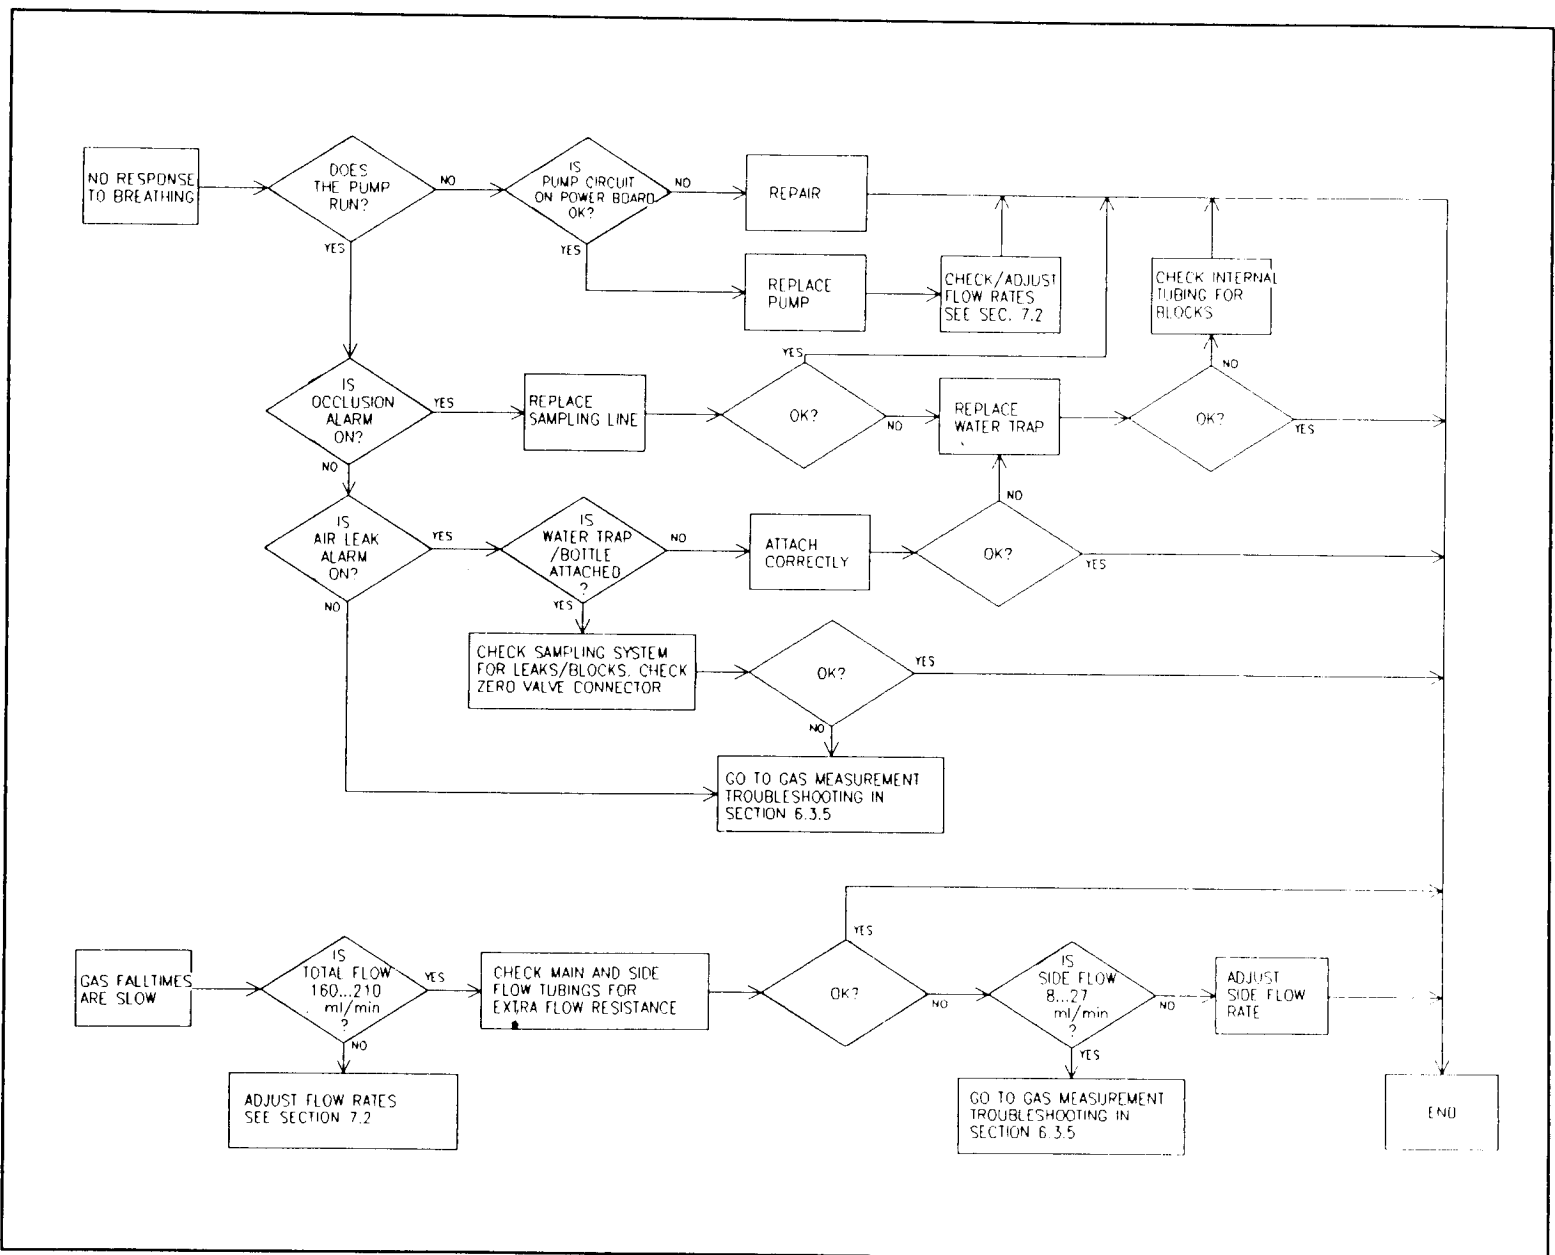 NO RESPONSE
TO BREATHING
DOES
THE PUMP
RUN?
NO
YES
IS
PUMP CIRCUIT
ON POWER BOARD
OK?
NO
YES
REPAIR
REPLACE
PUMP
CHECK/ADJUST
FLOW RATES
SEE SEC. 7.2
CHECK INTERNAL
TUBING FOR
BLOCKS
NO
IS
OCCLUSION
ALARM
ON?
YES
NO
REPLACE
SAMPLING LINE
YES
OK?
NO
REPLACE
WATER TRAP
OK?
YES
IS
AIR LEAK
ALARM
ON?
YES
NO
IS
WATER TRAP
/BOTTLE
ATTACHED
?
NO
YES
ATTACH
CORRECTLY
NO
OK?
YES
CHECK SAMPLING SYSTEM
FOR LEAKS/BLOCKS. CHECK
ZERO VALVE CONNECTOR
OK?
YES
NO
GO TO GAS MEASUREMENT
TROUBLESHOOTING IN
SECTION 6.3.5
GAS FALLTIMES
ARE SLOW
IS
TOTAL FLOW
160...210
ml/min
?
YES
NO
ADJUST FLOW RATES
SEE SECTION 7.2
CHECK MAIN AND SIDE
FLOW TUBINGS FOR
EXTRA FLOW RESISTANCE
YES
OK?
NO
IS
SIDE FLOW
8...27
ml/min
?
NO
YES
ADJUST
SIDE FLOW
RATE
GO TO GAS MEASUREMENT
TROUBLESHOOTING IN
SECTION 6.3.5
END